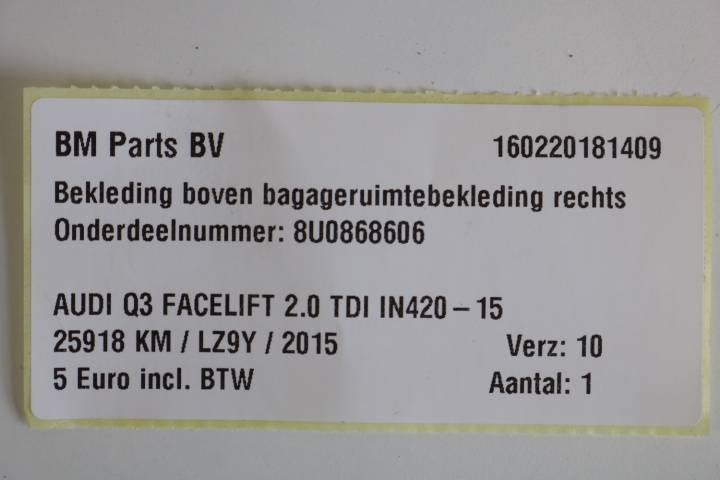 BM Parts BV 160220181409
Bekleding boven bagageruimtebekleding rechts
Onderdeelnummer: 8U0868606
AUDI Q3 FACELIFT 2.0 TDI IN420 – 15
25918 KM / LZ9Y / 2015 Verz: 10
5 Euro incl. BTW Aantal: 1